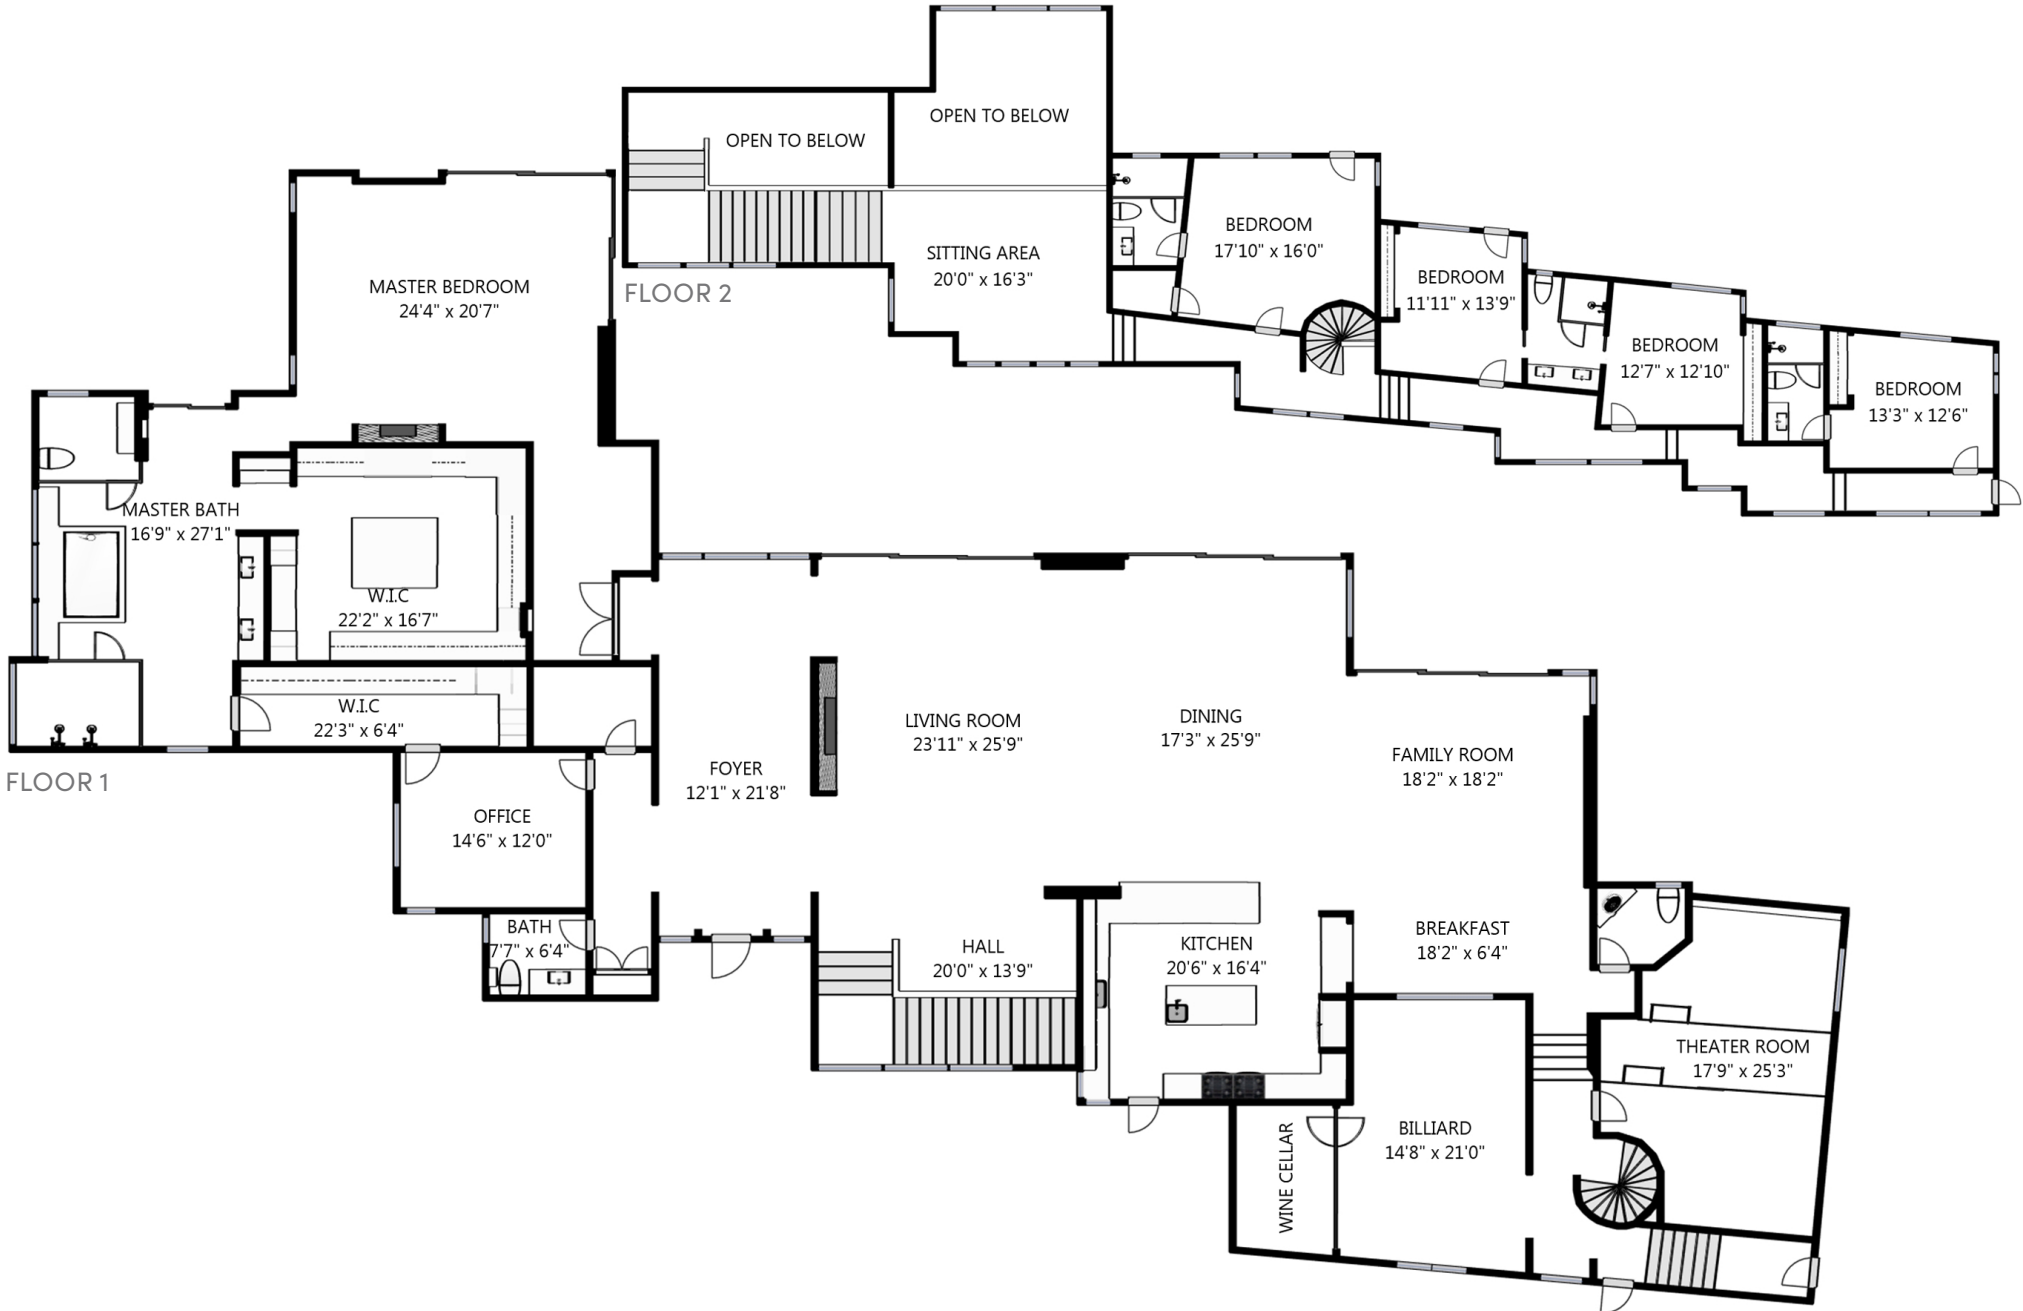 OPEN TO BELOW
OPEN TO BELOW
SITTING AREA
20'0" x 16'3"
BEDROOM
17'10" x 16'0"
BEDROOM
11'11" x 13'9"
BEDROOM
12'7" x 12'10"
BEDROOM
13'3" x 12'6"
FLOOR 2
MASTER BEDROOM
24'4" x 20'7"
MASTER BATH
16'9" x 27'1"
W.I.C
22'2" x 16'7"
W.I.C
22'3" x 6'4"
FLOOR 1
OFFICE
14'6" x 12'0"
BATH
7'7" x 6'4"
FOYER
12'1" x 21'8"
LIVING ROOM
23'11" x 25'9"
DINING
17'3" x 25'9"
FAMILY ROOM
18'2" x 18'2"
HALL
20'0" x 13'9"
KITCHEN
20'6" x 16'4"
BREAKFAST
18'2" x 6'4"
THEATER ROOM
17'9" x 25'3"
BILLIARD
14'8" x 21'0"
WINE CELLAR